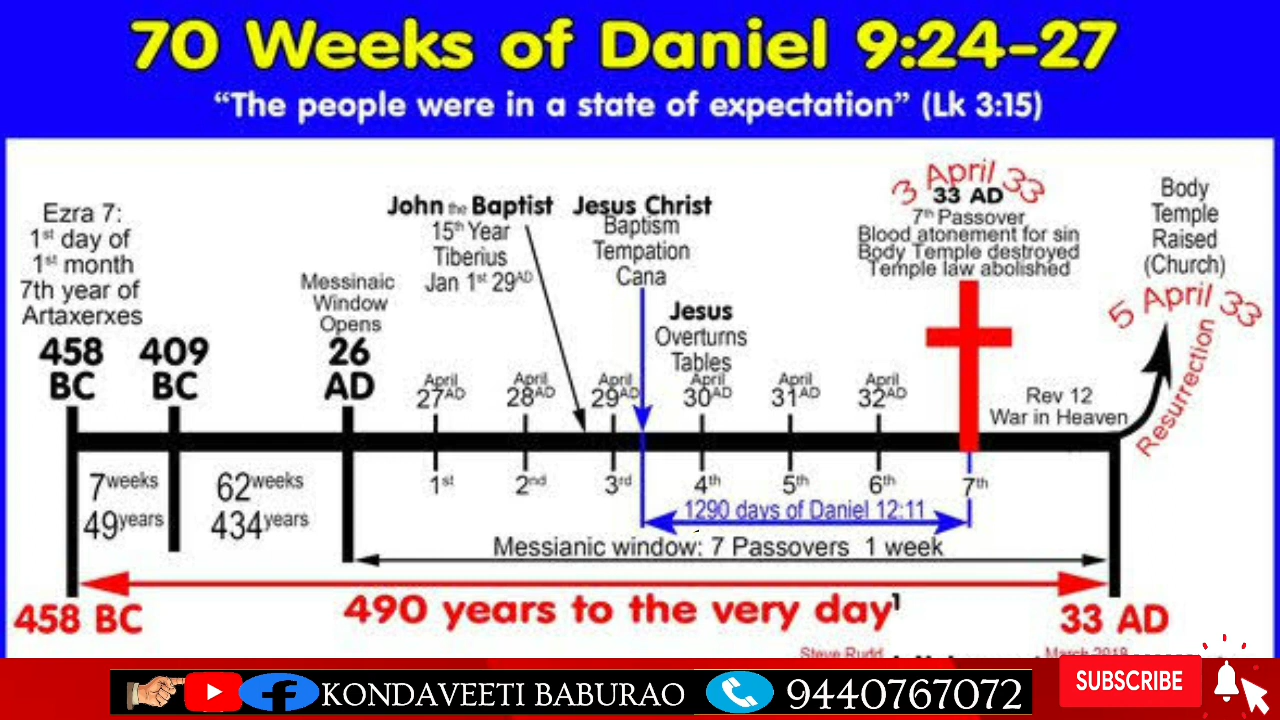 70 Weeks of Daniel 9:24-27
“The people were in a state of expectation” (Lk 3:15)
Ezra 7:
1st day of
1st month
7th year of
Artaxerxes
458
BC
409
BC
Messinaic
Window
Opens
26
AD
John the Baptist
15th Year
Tiberius
Jan 1st 29AD
Jesus Christ
Baptism
Tempation
Cana
Jesus
Overturns
Tables
3 April 33
33 AD
7th Passover
Blood atonement for sin
Body Temple destroyed
Temple law abolished
Body
Temple
Raised
(Church)
5 April 33
Resurrection
Rev 12
War in Heaven
April
27AD
April
28AD
April
29AD
April
30AD
April
31AD
April
32AD
7weeks
49years
62weeks
434years
1st
2nd
3rd
4th
5th
6th
7th
1290 days of Daniel 12:11
Messianic window: 7 Passovers 1 week
490 years to the very day1
458 BC
33 AD
Steve Rudd
March 2018
KONDAVEETI BABURAO
9440767072
SUBSCRIBE